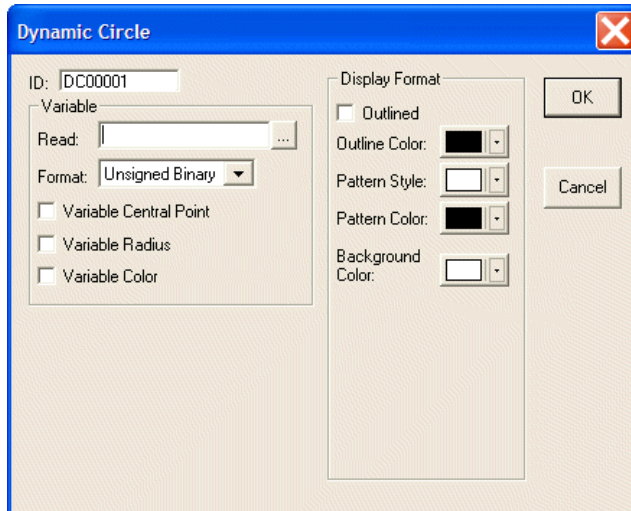 Dynamic Circle
ID: DC00001
Variable
Read:
...
Format: Unsigned Binary
Variable Central Point
Variable Radius
Variable Color
Display Format
Outlined
Outline Color:
Pattern Style:
Pattern Color:
Background
Color:
OK
Cancel